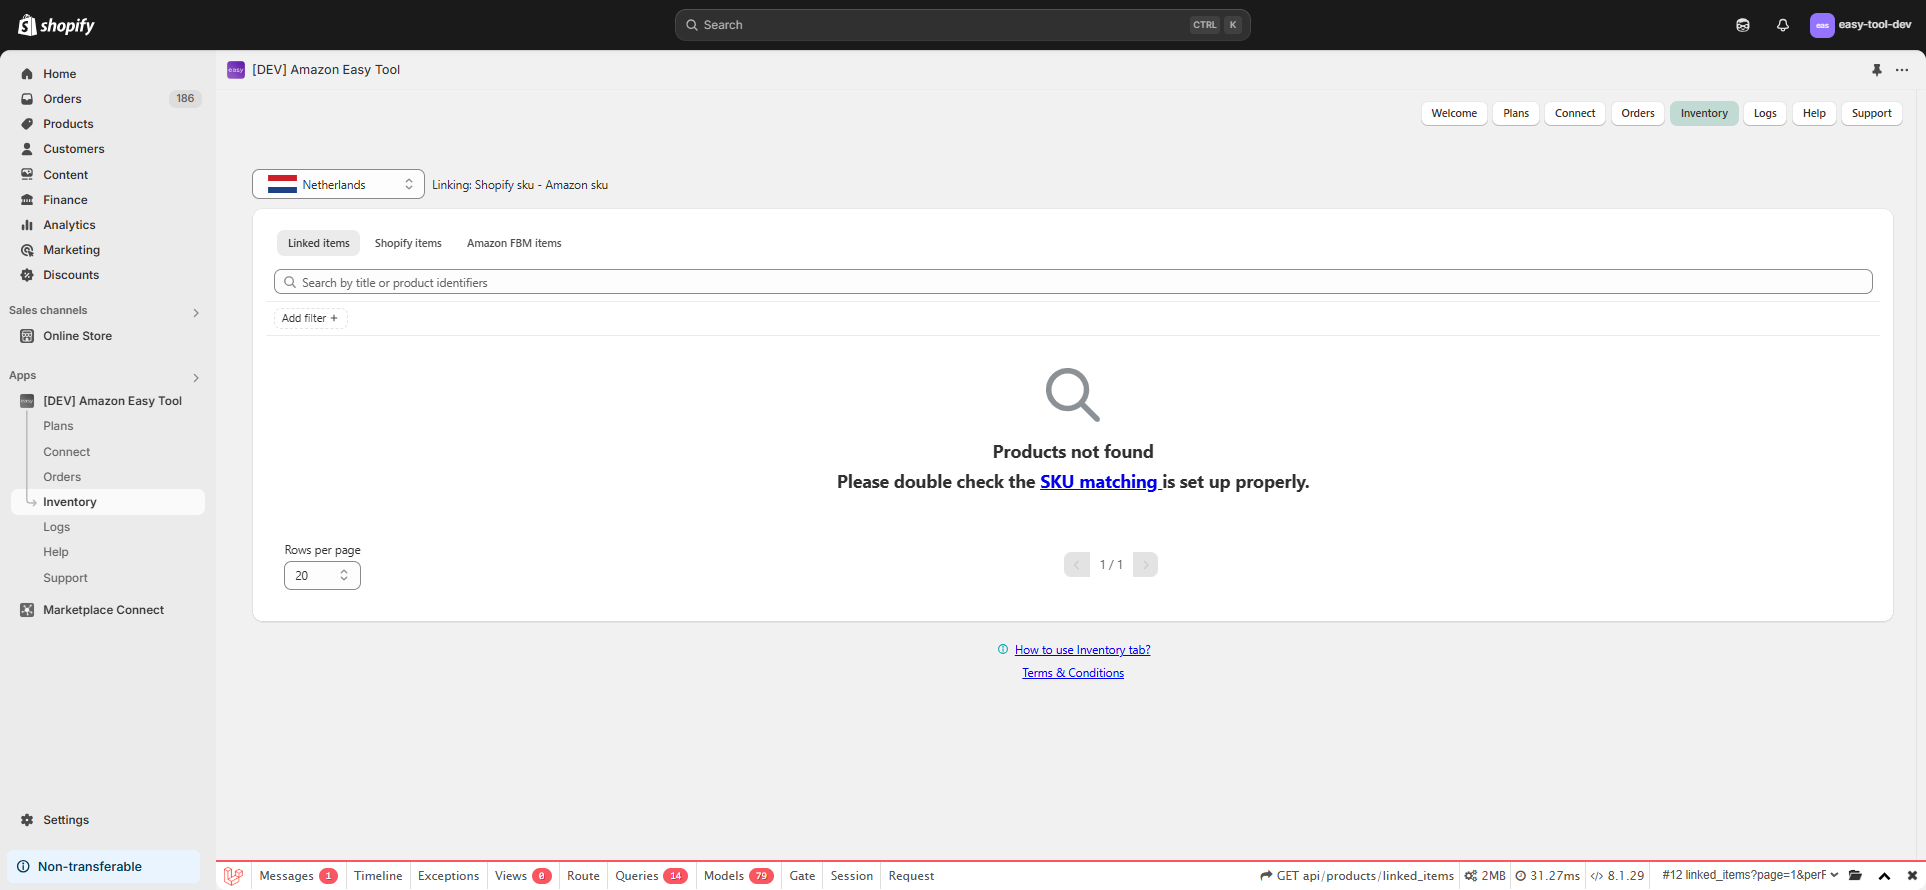 shopify
Search
CTRL K
eas
easy-tool-dev
Home
Orders 186
Products
Customers
Content
Finance
Analytics
Marketing
Discounts
Sales channels
Online Store
Apps
[DEV] Amazon Easy Tool
Plans
Connect
Orders
Inventory
Logs
Help
Support
Marketplace Connect
Settings
Non-transferable
easy [DEV] Amazon Easy Tool
Welcome Plans Connect Orders Inventory Logs Help Support
Netherlands Linking: Shopify sku - Amazon sku
Linked items Shopify items Amazon FBM items
Search by title or product identifiers
Add filter +
Products not found
Please double check the SKU matching is set up properly.
Rows per page
20
1 / 1
How to use Inventory tab?
Terms & Conditions
Messages 1 Timeline Exceptions Views 0 Route Queries 14 Models 79 Gate Session Request GET api/products/linked_items 2MB 31.27ms 8.1.29 #12 linked_items?page=1&perF